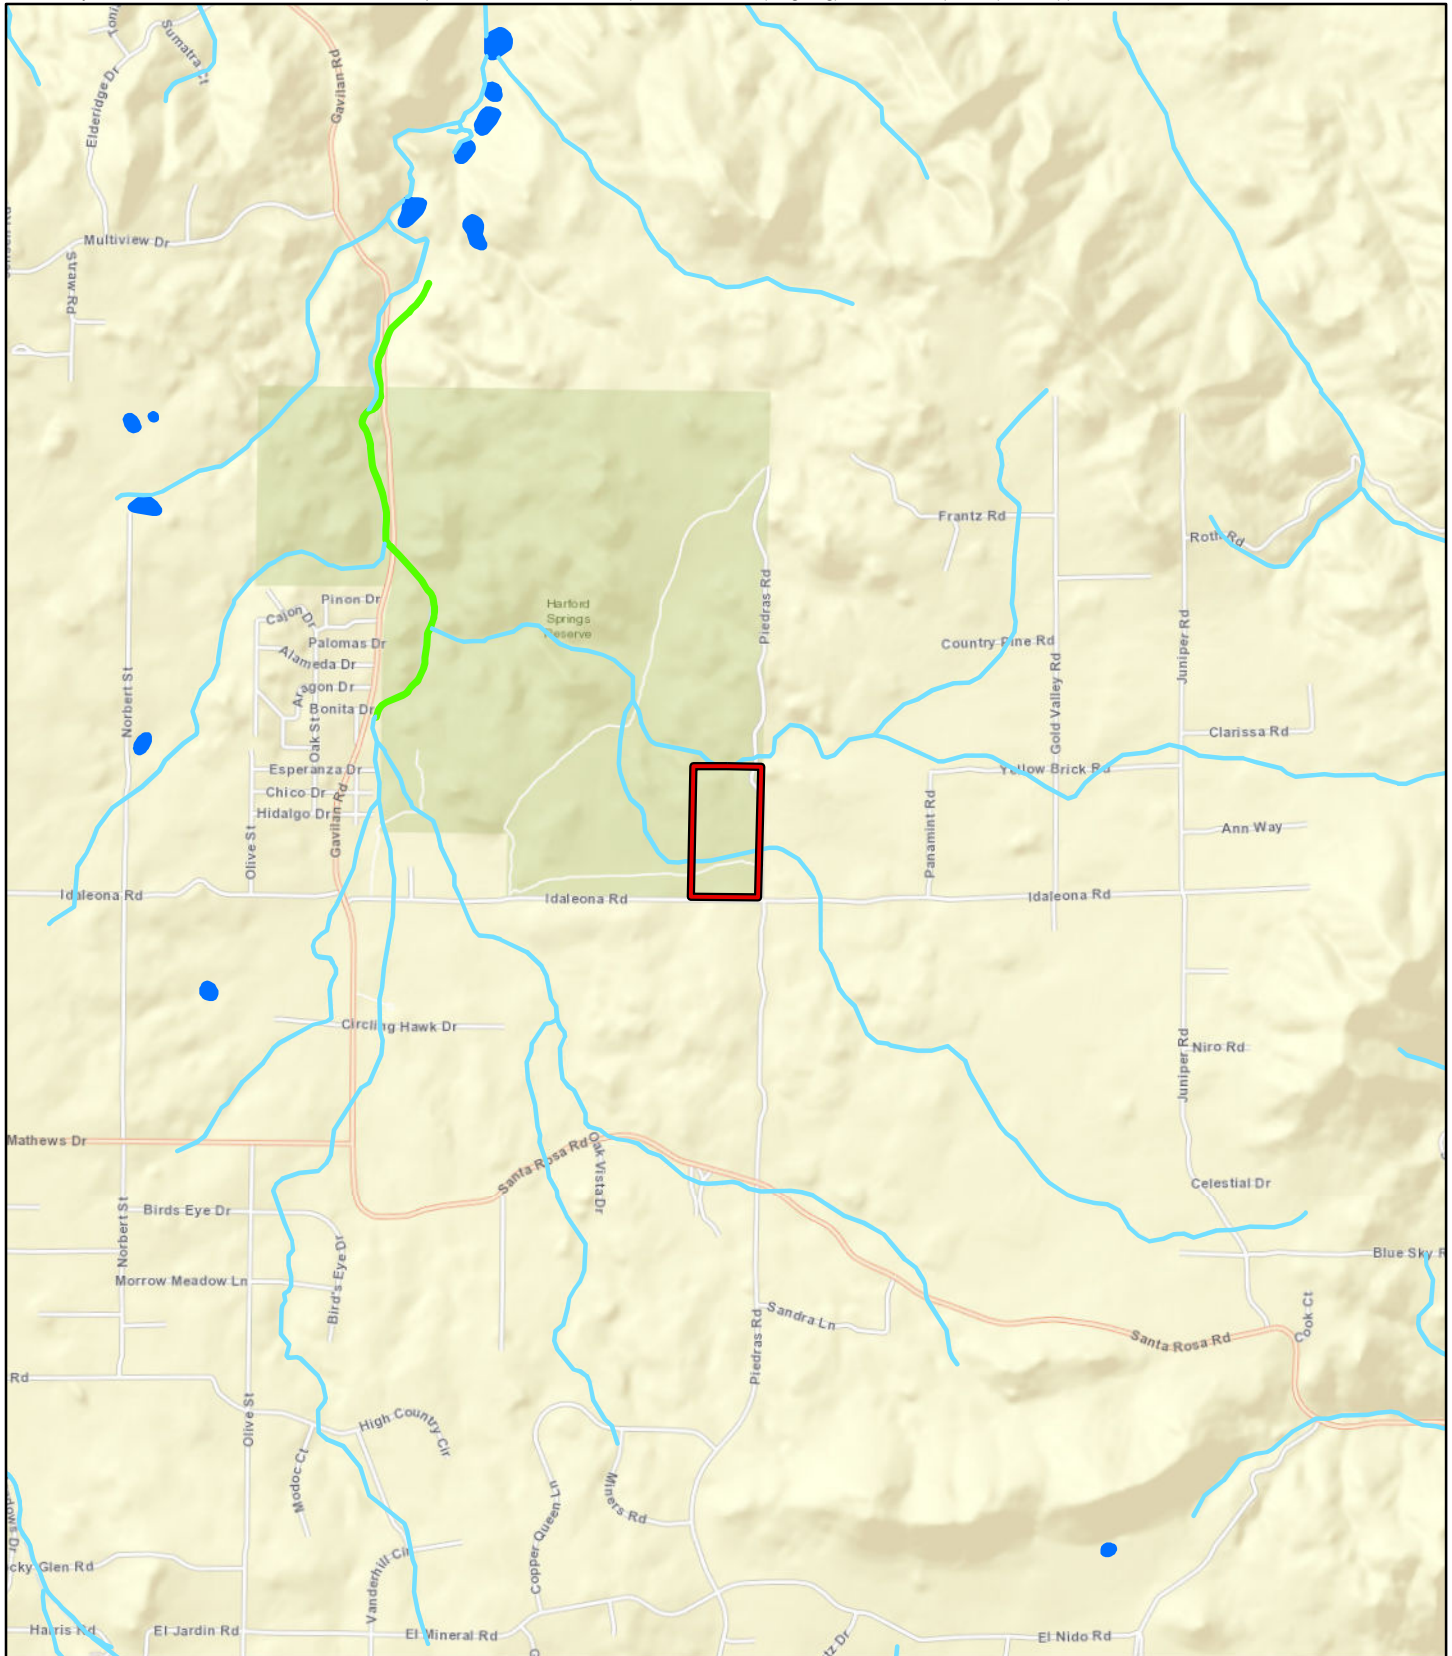 Sumatra Ct
Elderidge Dr
Gavilan Rd
Multiview Dr
Straw Rd
Frantz Rd
Roth Rd
Pinon Dr
Cajon Dr
Harford
Springs
Reserve
Piedras Rd
Palomas Dr
Country Pine Rd
Juniper Rd
Alameda Dr
Aragon Dr
Norbert St
Bonita Dr
Gold Valley Rd
Oak St
Clarissa Rd
Esperanza Dr
Yellow Brick Rd
Chico Dr
Hidalgo Dr
Gavilan Rd
Olive St
Panamint Rd
Ann Way
Idaleona Rd
Idaleona Rd
Idaleona Rd
Circling Hawk Dr
Niro Rd
Juniper Rd
Mathews Dr
Santa Rosa Rd
Oak Vista Dr
Celestial Dr
Birds Eye Dr
Norbert St
Blue Sky R
Morrow Meadow Ln
Bird's Eye Dr
Sandra Ln
Piedras Rd
Santa Rosa Rd
Cook Ct
Rd
Olive St
High Country Cir
Modoc Ct
Miners Rd
Copper Queen Ln
dows Dr
cky Glen Rd
Vanderhill Cir
Harris Rd
El Jardin Rd
El Mineral Rd
tz Dr
El Nido Rd